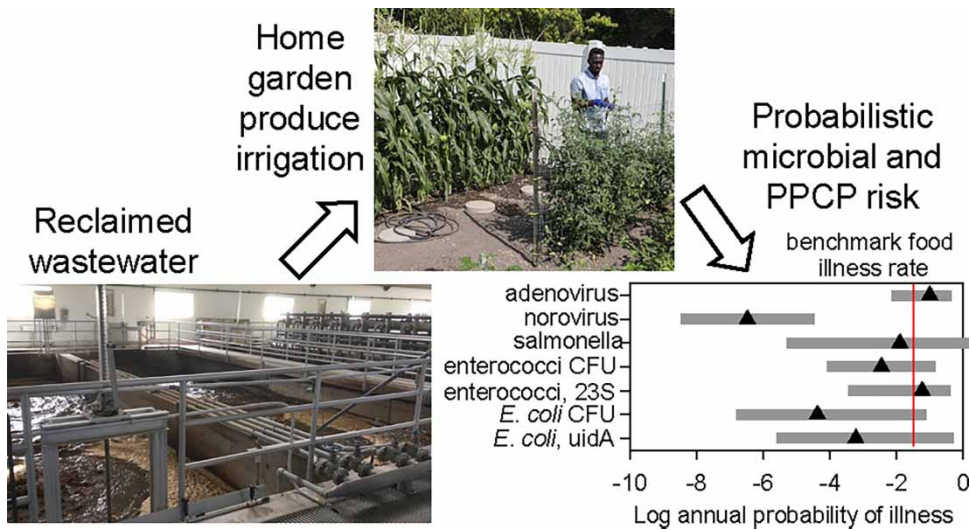 Home
garden
produce
irrigation
Reclaimed
wastewater
Probabilistic
microbial and
PPCP risk
benchmark food
illness rate
adenovirus
norovirus
salmonella
enterococci CFU
enterococci, 23S
E. coli CFU
E. coli, uidA
-10 -8 -6 -4 -2 0
Log annual probability of illness